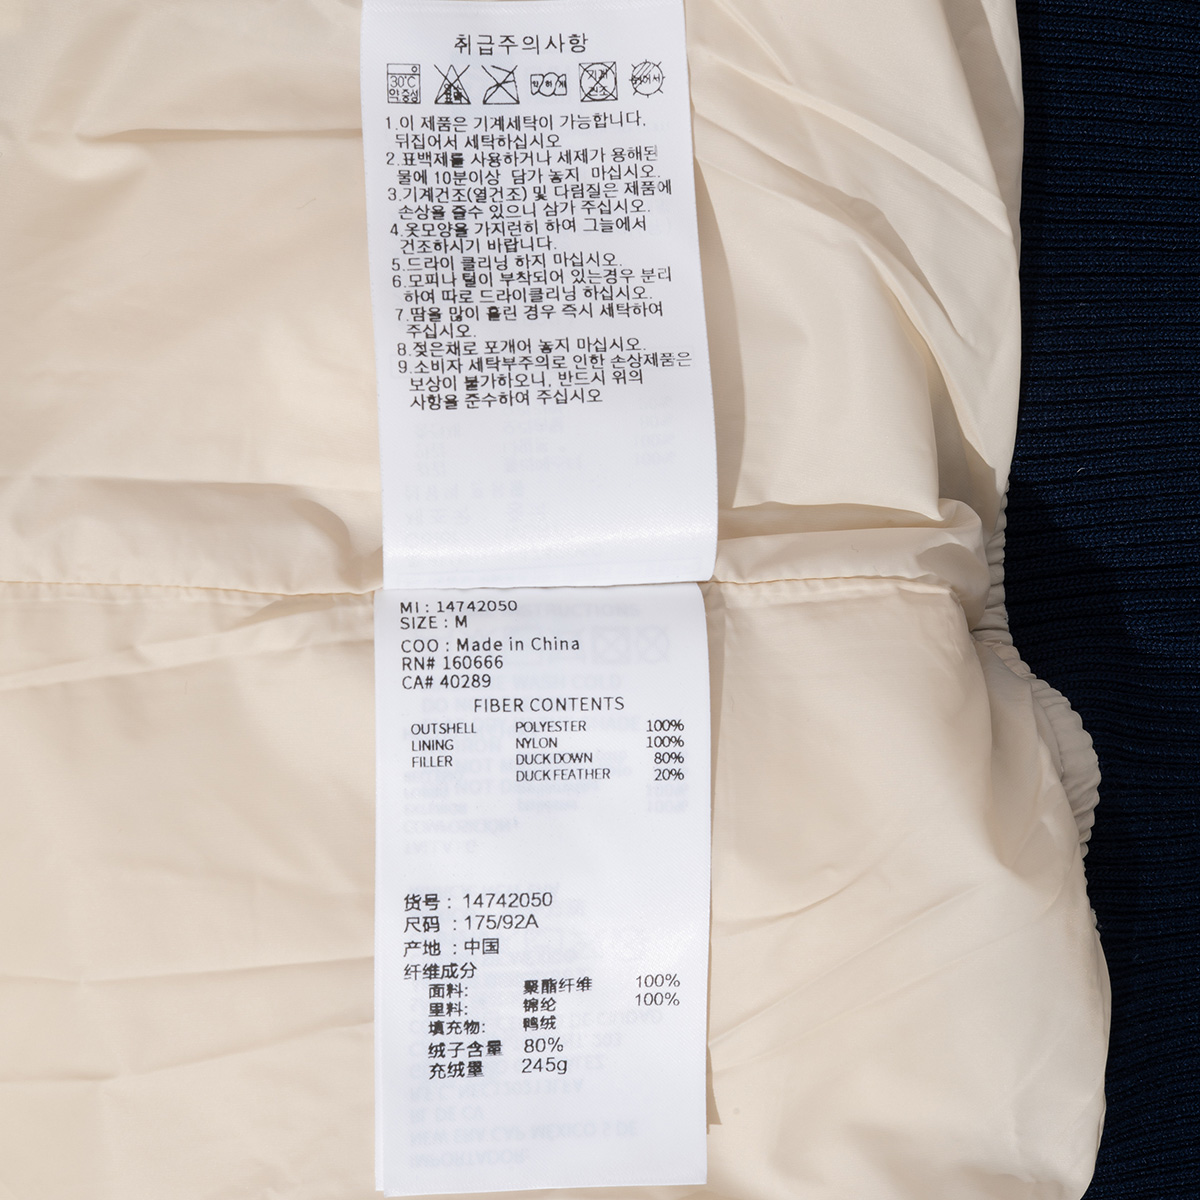 취급주의사항
30℃
약중성
1.이 제품은 기계세탁이 가능합니다.
뒤집어서 세탁하십시오
2.표백제를 사용하거나 세제가 용해된
물에 10분이상 담가 놓지 마십시오.
3.기계건조(열건조) 및 다림질은 제품에
손상을 줄수 있으니 삼가 주십시오.
4.옷모양을 가지런히 하여 그늘에서
건조하시기 바랍니다.
5.드라이 클리닝 하지 마십시오.
6.모피나 털이 부착되어 있는경우 분리
하여 따로 드라이클리닝 하십시오.
7.땀을 많이 흘린 경우 즉시 세탁하여
주십시오.
8.젖은채로 포개어 놓지 마십시오.
9.소비자 세탁부주의로 인한 손상제품은
보상이 불가하오니, 반드시 위의
사항을 준수하여 주십시오
MI : 14742050
SIZE : M
COO : Made in China
RN# 160666
CA# 40289
FIBER CONTENTS
OUTSHELL POLYESTER 100%
LINING NYLON 100%
FILLER DUCK DOWN 80%
DUCK FEATHER 20%
货号 : 14742050
尺码 : 175/92A
产地 : 中国
纤维成分
面料: 聚酯纤维 100%
里料: 锦纶 100%
填充物: 鸭绒
绒子含量 80%
充绒量 245g